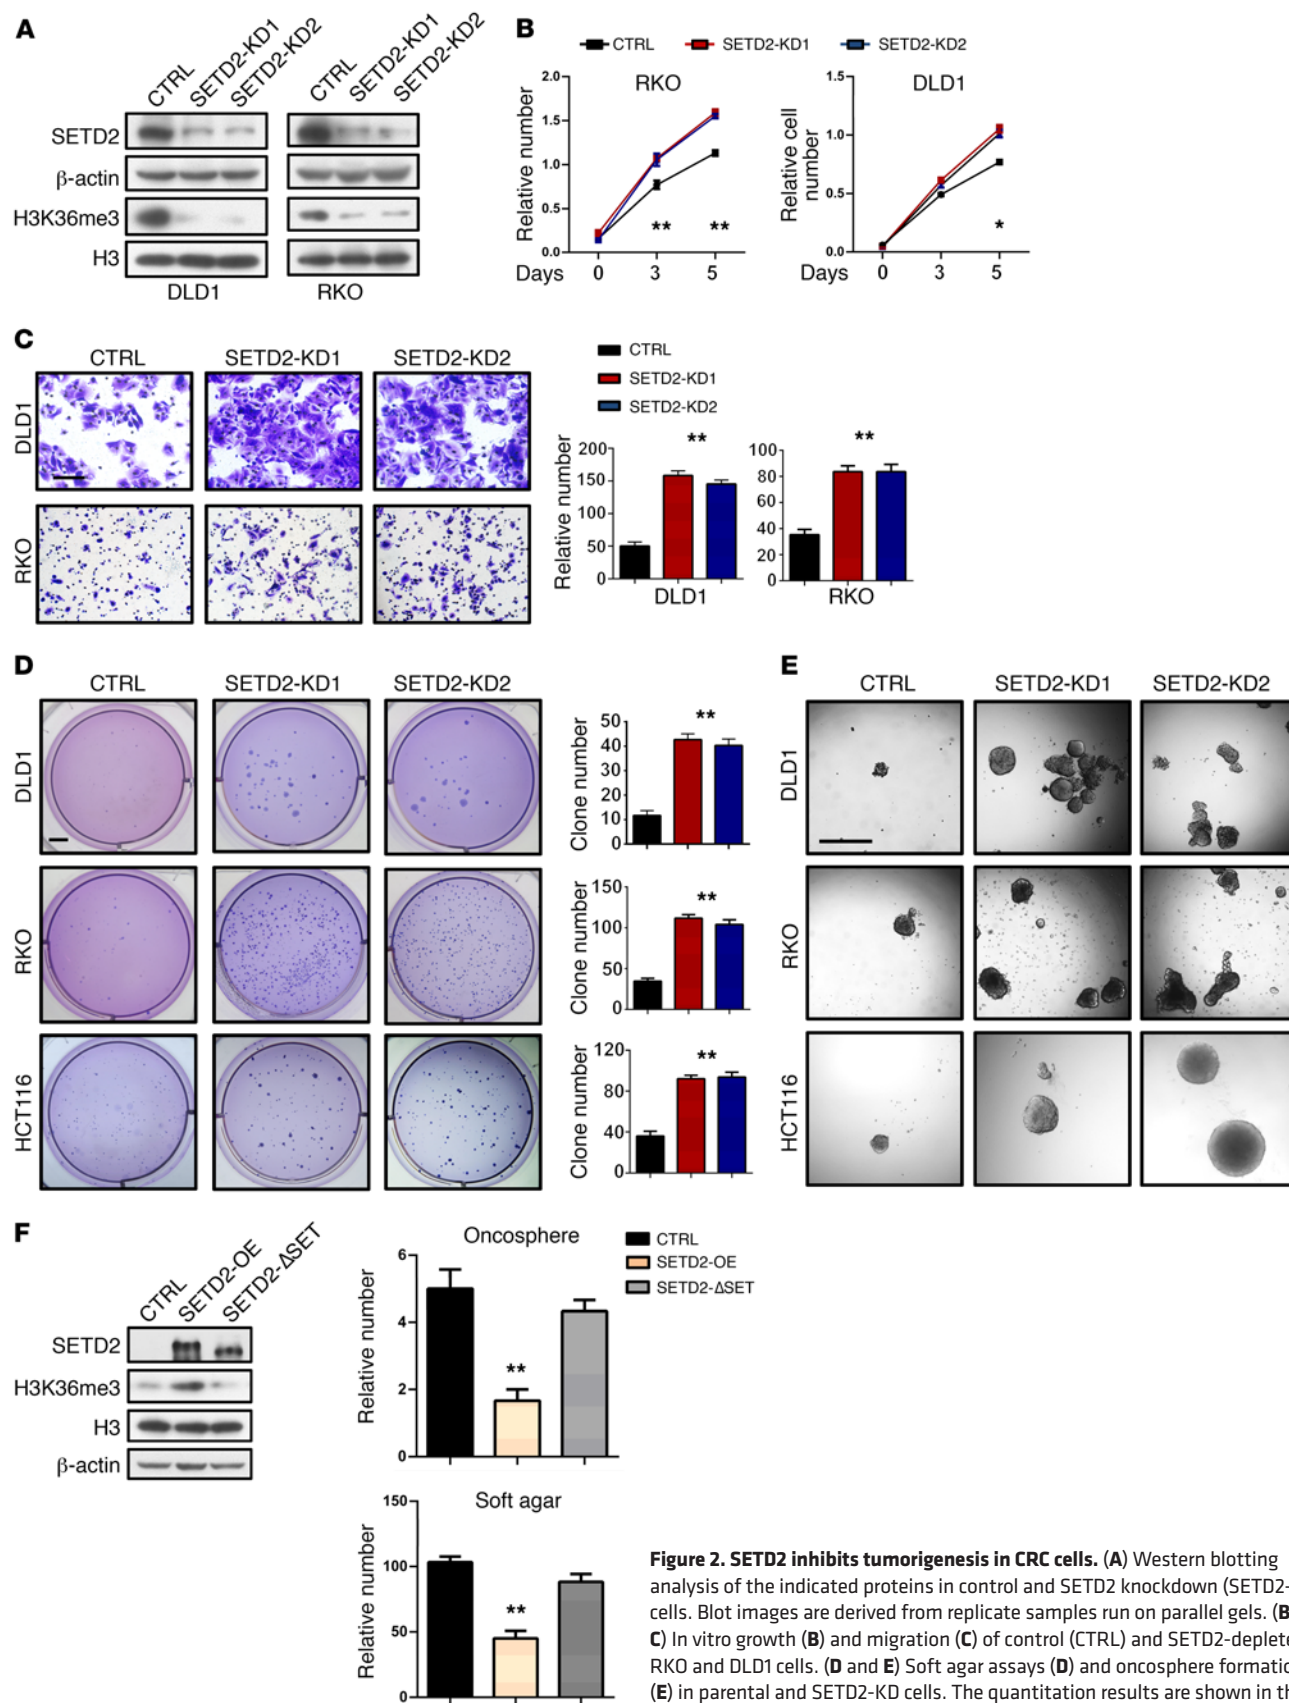 A
CTRL
SETD2-KD1
SETD2-KD2
CTRL
SETD2-KD1
SETD2-KD2
SETD2
β-actin
H3K36me3
H3
DLD1
RKO
B
CTRL
SETD2-KD1
SETD2-KD2
RKO
Relative number
2.0
1.5
1.0
0.5
0.0
**
**
Days
0
3
5
DLD1
Relative cell
number
1.5
1.0
0.5
0.0
*
Days
0
3
5
C
CTRL
SETD2-KD1
SETD2-KD2
DLD1
RKO
CTRL
SETD2-KD1
SETD2-KD2
Relative number
200
150
100
50
0
**
DLD1
100
80
60
40
20
0
**
RKO
D
CTRL
SETD2-KD1
SETD2-KD2
DLD1
RKO
HCT116
Clone number
50
40
30
20
10
0
**
Clone number
150
100
50
0
**
Clone number
120
80
40
0
**
E
CTRL
SETD2-KD1
SETD2-KD2
DLD1
RKO
HCT116
F
CTRL
SETD2-OE
SETD2-ΔSET
SETD2
H3K36me3
H3
β-actin
Oncosphere
Relative number
6
4
2
0
**
CTRL
SETD2-OE
SETD2-ΔSET
Soft agar
Relative number
150
100
50
0
**
Figure 2. SETD2 inhibits tumorigenesis in CRC cells. (A) Western blotting
analysis of the indicated proteins in control and SETD2 knockdown (SETD2-
cells. Blot images are derived from replicate samples run on parallel gels. (B
C) In vitro growth (B) and migration (C) of control (CTRL) and SETD2-deplete
RKO and DLD1 cells. (D and E) Soft agar assays (D) and oncosphere formatio
(E) in parental and SETD2-KD cells. The quantitation results are shown in th